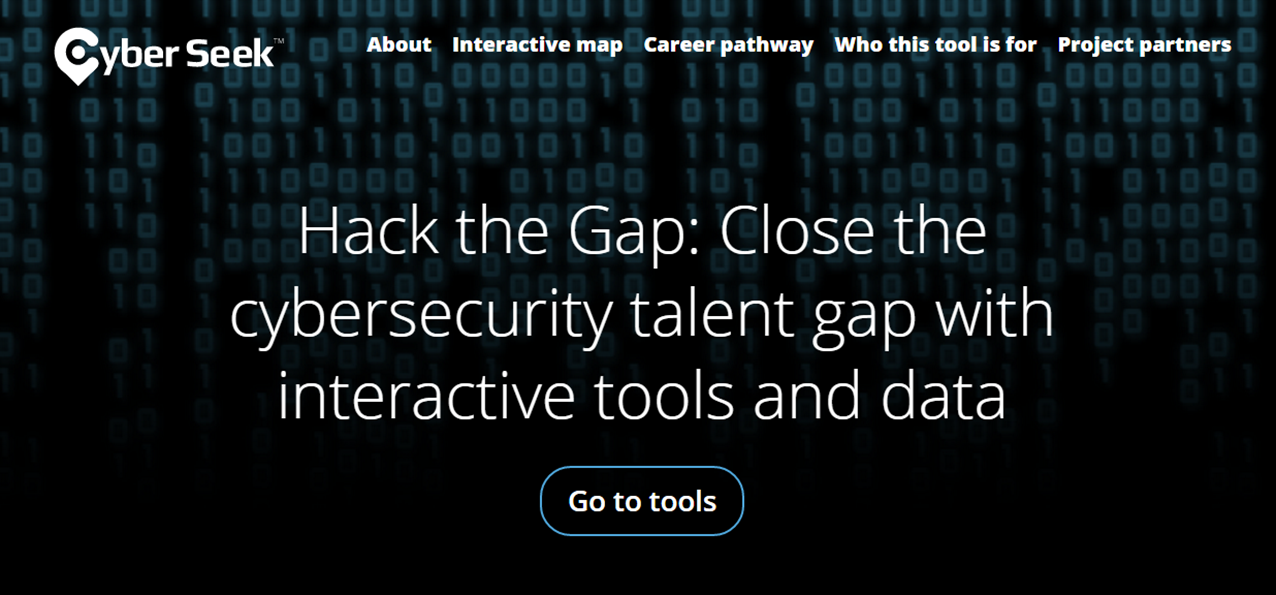 Cyber Seek™
About Interactive map Career pathway Who this tool is for Project partners
Hack the Gap: Close the
cybersecurity talent gap with
interactive tools and data
Go to tools